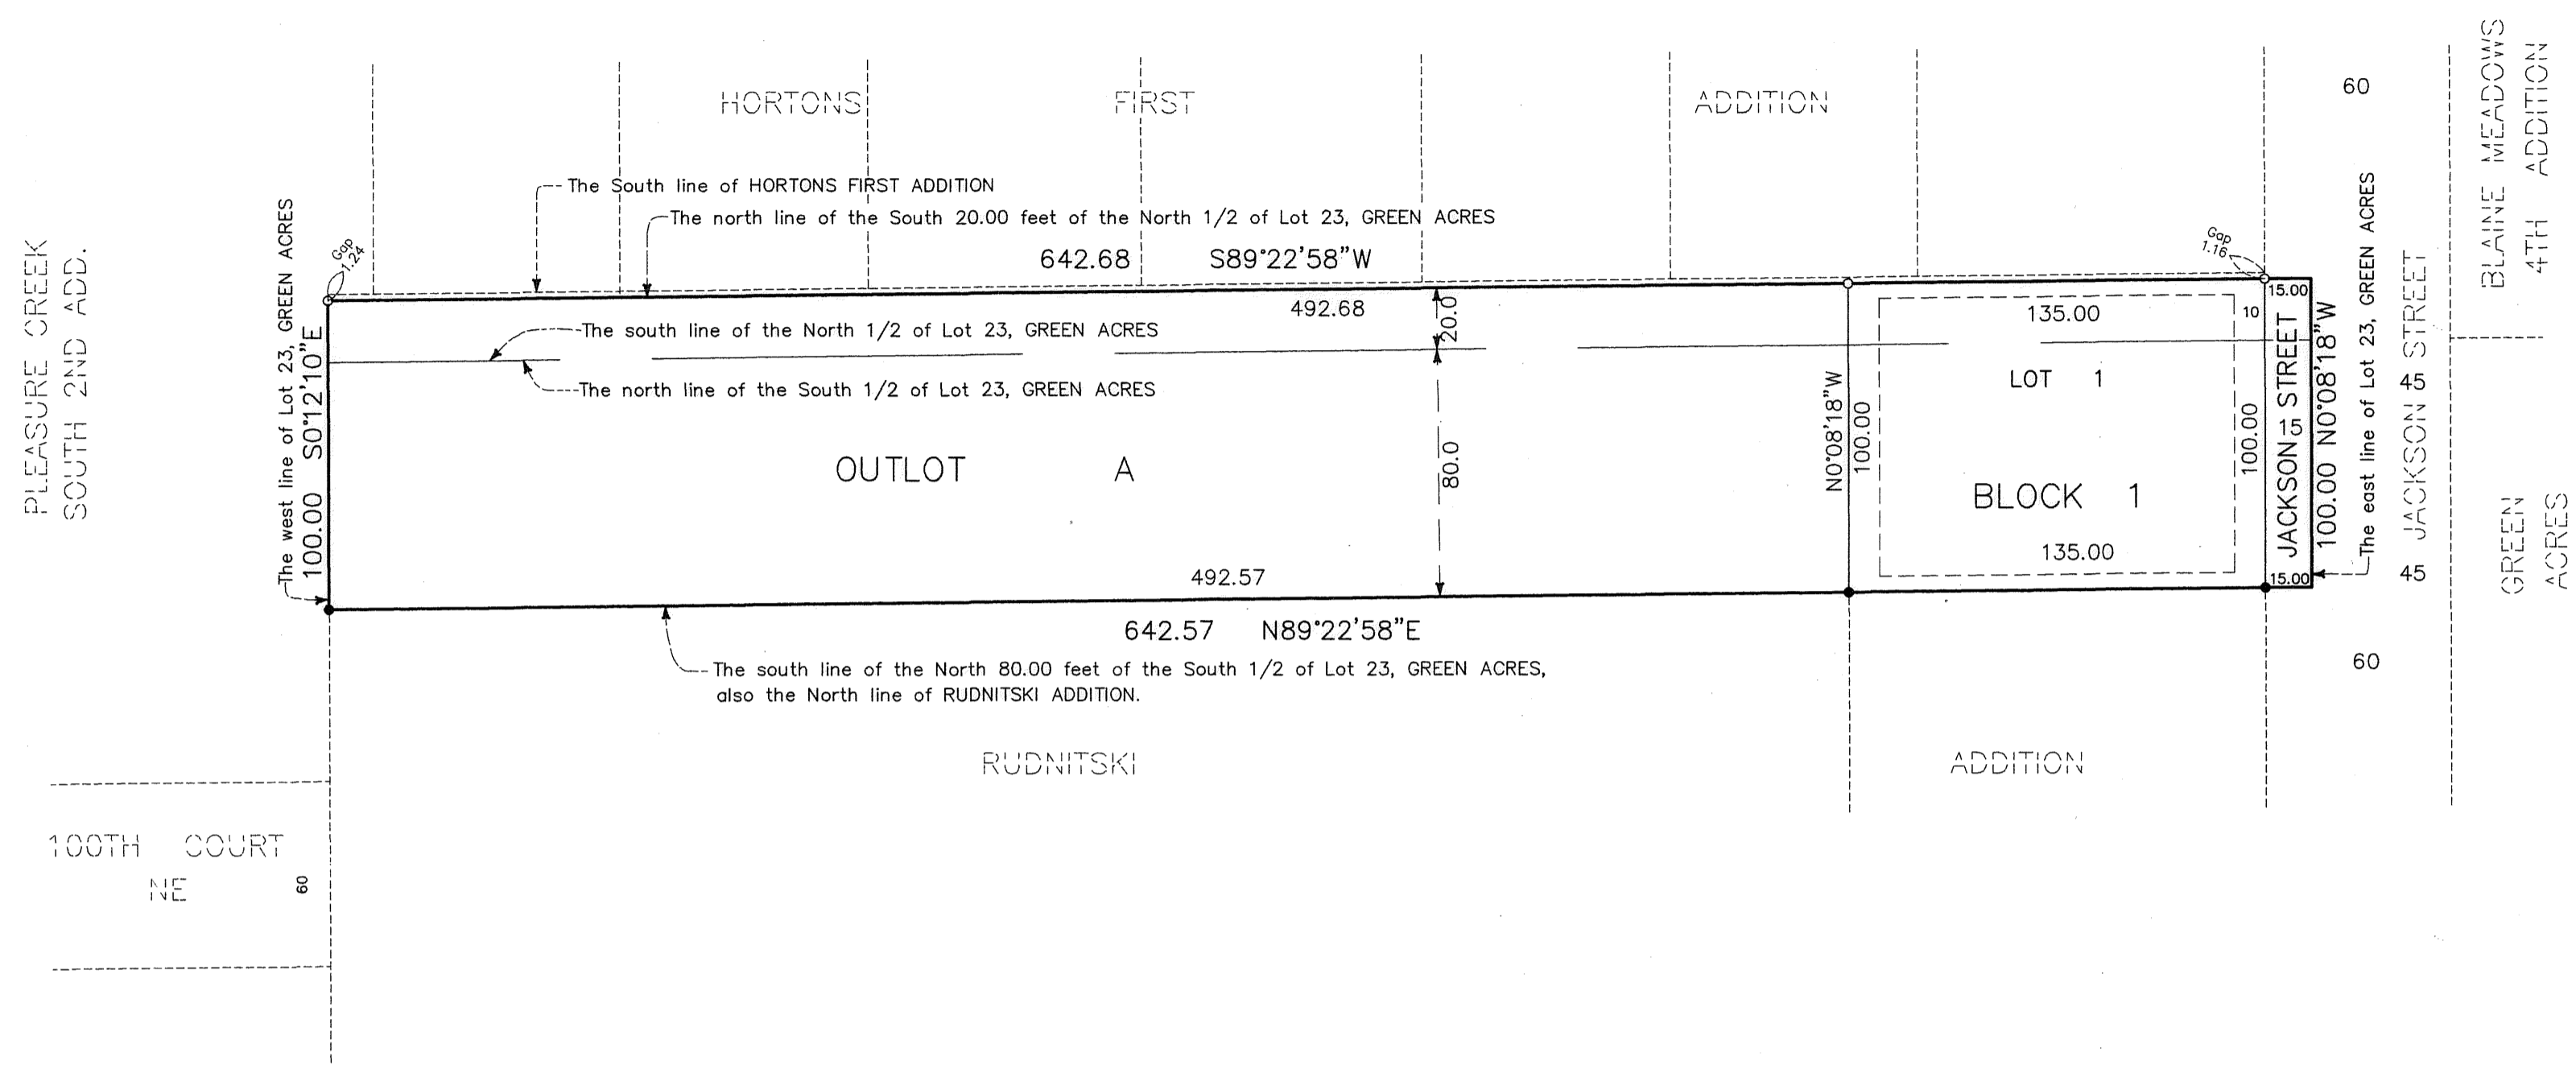 HORTONS FIRST ADDITION
60
BLAINE MEADOWS
4TH ADDITION
PLEASURE CREEK
SOUTH 2ND ADD.
The South line of HORTONS FIRST ADDITION
The north line of the South 20.00 feet of the North 1/2 of Lot 23, GREEN ACRES
642.68 S89°22'58"W
Gap
1.24
Gap
1.16
The west line of Lot 23, GREEN ACRES
100.00 S0°12'10"E
492.68
20.0
135.00
10
15.00
The south line of the North 1/2 of Lot 23, GREEN ACRES
The north line of the South 1/2 of Lot 23, GREEN ACRES
LOT 1
OUTLOT A
80.0
N0°08'18"W
100.00
BLOCK 1
100.00
JACKSON STREET
15
100.00 N0°08'18"W
The east line of Lot 23, GREEN ACRES
JACKSON STREET
45
45
GREEN
ACRES
135.00
15.00
492.57
642.57 N89°22'58"E
The south line of the North 80.00 feet of the South 1/2 of Lot 23, GREEN ACRES,
also the North line of RUDNITSKI ADDITION.
60
RUDNITSKI ADDITION
100TH COURT
NE
60